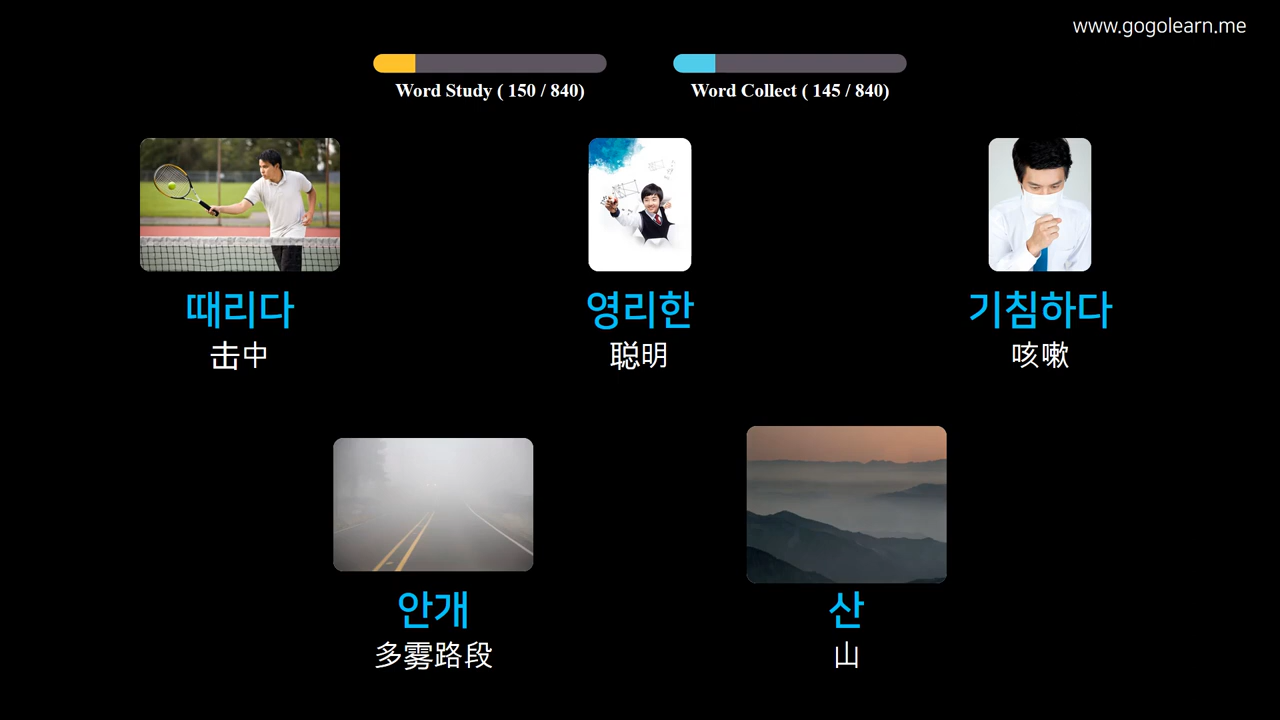 www.gogolearn.me
Word Study ( 150 / 840)
Word Collect ( 145 / 840)
때리다
击中
영리한
聪明
기침하다
咳嗽
안개
多雾路段
산
山